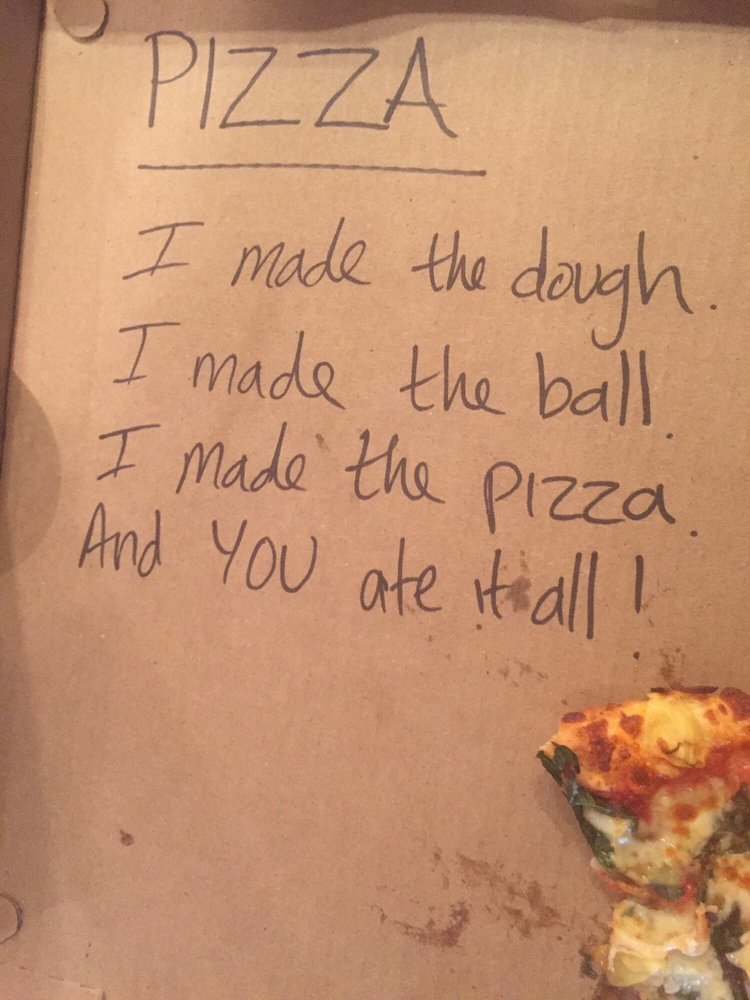 PIZZA
I made the dough.
I made the ball.
I made the pizza.
And YOU ate it all!